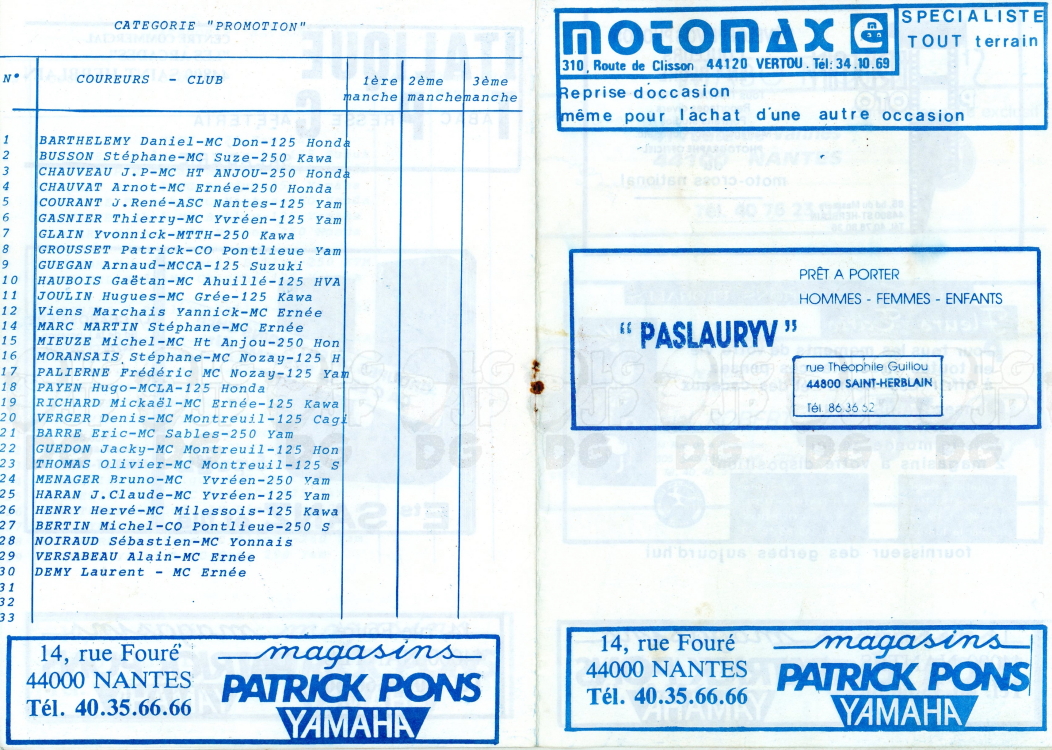 CATEGORIE "PROMOTION"
N° COUREURS - CLUB 1ère manche 2ème manche 3ème manche
1 BARTHELEMY Daniel-MC Don-125 Honda
2 BUSSON Stéphane-MC Suze-250 Kawa
3 CHAUVEAU J.P-MC HT ANJOU-250 Honda
4 CHAUVAT Arnot-MC Ernée-250 Honda
5 COURANT J.René-ASC Nantes-125 Yam
6 GASNIER Thierry-MC Yvréen-125 Yam
7 GLAIN Yvonnick-MTTH-250 Kawa
8 GROUSSET Patrick-CO Pontlieue Yam
9 GUEGAN Arnaud-MCCA-125 Suzuki
10 HAUBOIS Gaëtan-MC Ahuillé-125 HVA
11 JOULIN Hugues-MC Grée-125 Kawa
12 Viens Marchais Yannick-MC Ernée
14 MARC MARTIN Stéphane-MC Ernée
15 MIEUZE Michel-MC Ht Anjou-250 Hon
16 MORANSAIS Stéphane-MC Nozay-125 H
17 PALIERNE Frédéric MC Nozay-125 Yam
18 PAYEN Hugo-MCLA-125 Honda
19 RICHARD Mickaël-MC Ernée-125 Kawa
20 VERGER Denis-MC Montreuil-125 Cagi
21 BARRE Eric-MC Sables-250 Yam
22 GUEDON Jacky-MC Montreuil-125 Hon
23 THOMAS Olivier-MC Montreuil-125 S
24 MENAGER Bruno-MC Yvréen-250 Yam
25 HARAN J.Claude-MC Yvréen-125 Yam
26 HENRY Hervé-MC Milessois-125 Kawa
27 BERTIN Michel-CO Pontlieue-250 S
28 NOIRAUD Sébastien-MC Yonnais
29 VERSABEAU Alain-MC Ernée
30 DEMY Laurent - MC Ernée
31
32
33
14, rue Fouré
44000 NANTES
Tél. 40.35.66.66
magasins
PATRICK PONS
YAMAHA
MOTOMAX
310, Route de Clisson 44120 VERTOU. Tél: 34.10.69
SPECIALISTE
TOUT terrain
Reprise d'occasion
même pour l'achat d'une autre occasion
PRÊT A PORTER
HOMMES - FEMMES - ENFANTS
"PASLAURYV"
rue Théophile Guillou
44800 SAINT-HERBLAIN
Tél. 86 36 52
14, rue Fouré
44000 NANTES
Tél. 40.35.66.66
magasins
PATRICK PONS
YAMAHA